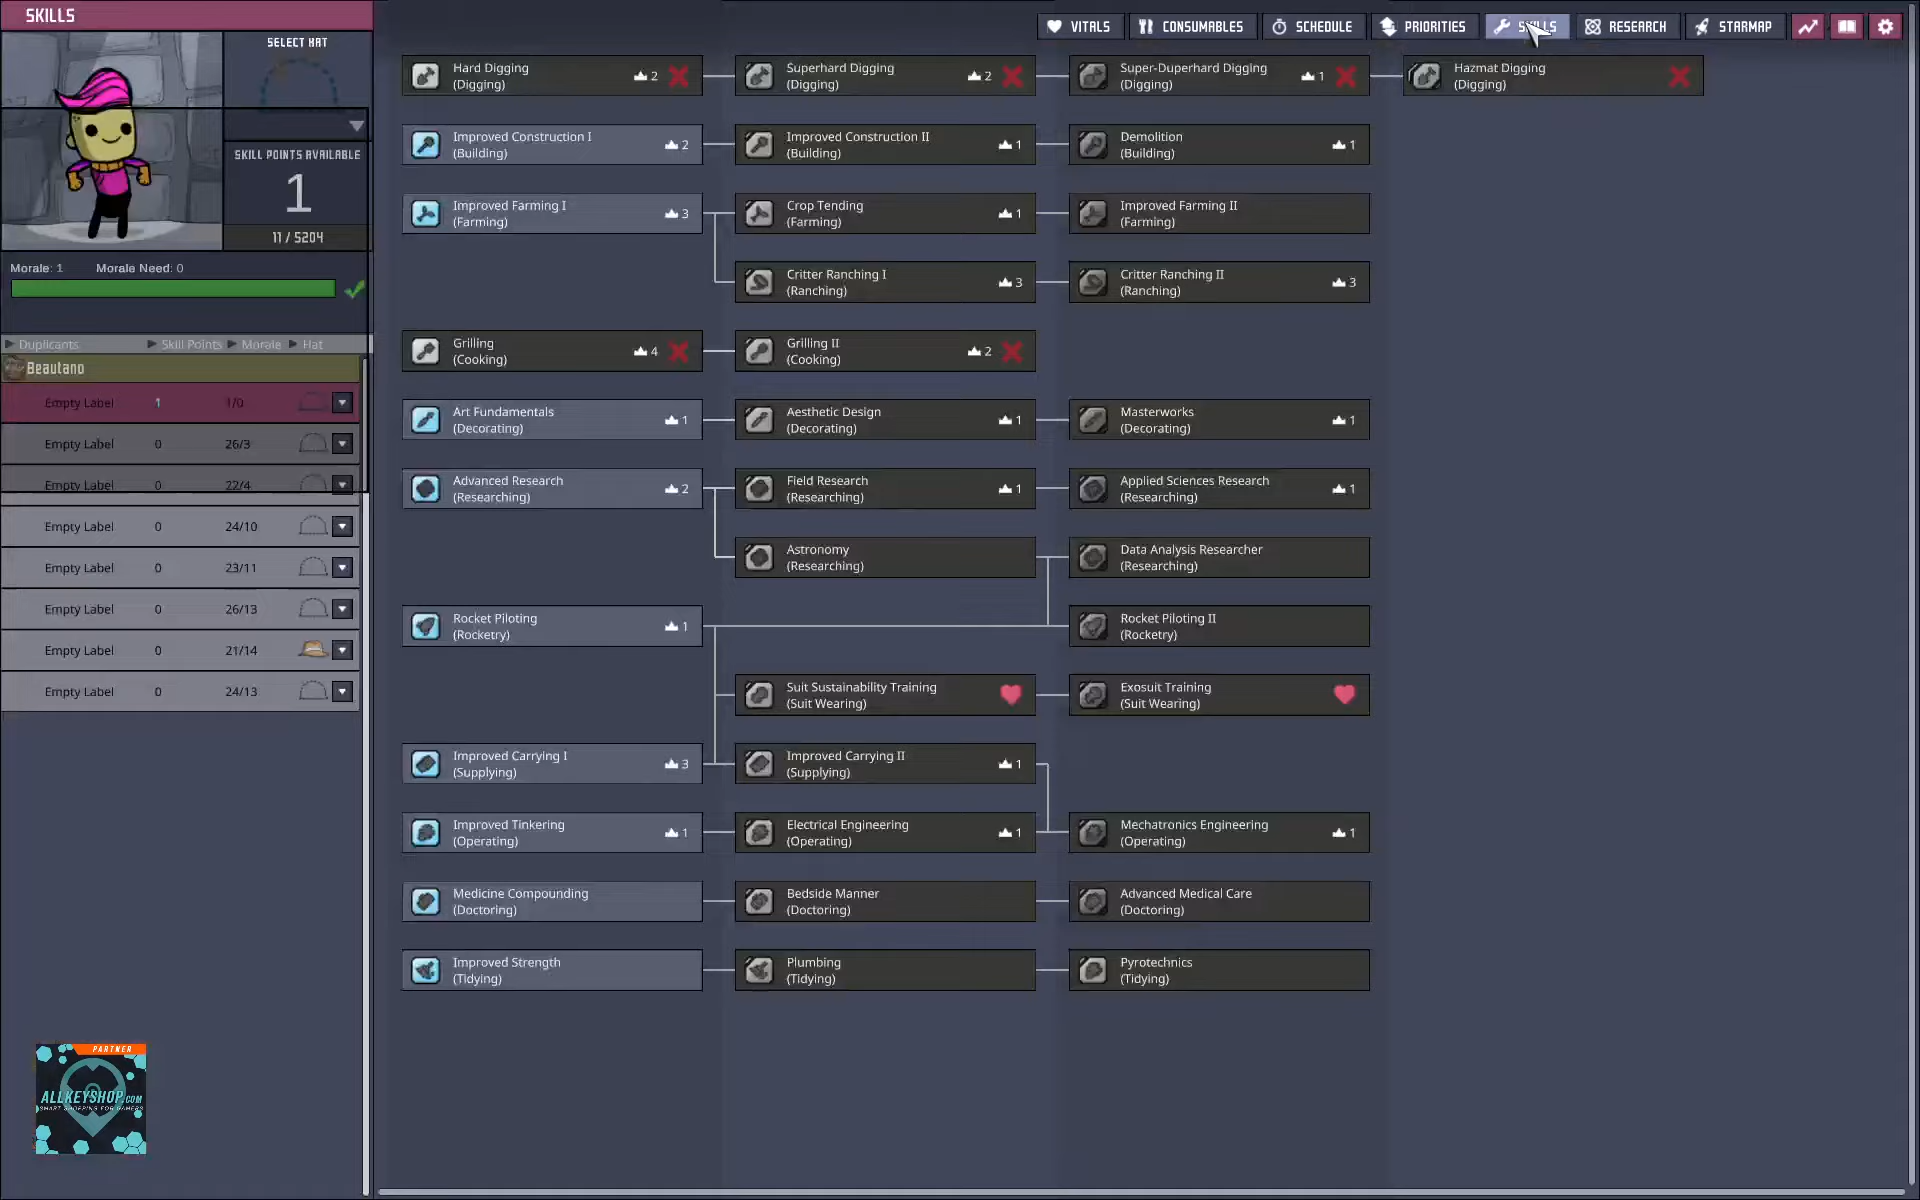 SKILLS
SELECT HAT
SKILL POINTS AVAILABLE
1
11 / 5204
Morale: 1 Morale Need: 0
Duplicants Skill Points Morale Hat
Beautano
Empty Label 1 1/0
Empty Label 0 26/3
Empty Label 0 22/4
Empty Label 0 24/10
Empty Label 0 23/11
Empty Label 0 26/13
Empty Label 0 21/14
Empty Label 0 24/13
PARTNER
ALLKEYSHOP.COM
SMART SHOPPING FOR GAMERS
VITALS CONSUMABLES SCHEDULE PRIORITIES SKILLS RESEARCH STARMAP
Hard Digging 2 Superhard Digging 2 Super-Duperhard Digging 1 Hazmat Digging
(Digging) (Digging) (Digging) (Digging)
Improved Construction I 2 Improved Construction II 1 Demolition 1
(Building) (Building) (Building)
Improved Farming I 3 Crop Tending 1 Improved Farming II
(Farming) (Farming) (Farming)
Critter Ranching I 3 Critter Ranching II 3
(Ranching) (Ranching)
Grilling 4 Grilling II 2
(Cooking) (Cooking)
Art Fundamentals 1 Aesthetic Design 1 Masterworks 1
(Decorating) (Decorating) (Decorating)
Advanced Research 2 Field Research 1 Applied Sciences Research 1
(Researching) (Researching) (Researching)
Astronomy Data Analysis Researcher
(Researching) (Researching)
Rocket Piloting 1 Rocket Piloting II
(Rocketry) (Rocketry)
Suit Sustainability Training Exosuit Training
(Suit Wearing) (Suit Wearing)
Improved Carrying I 3 Improved Carrying II 1
(Supplying) (Supplying)
Improved Tinkering 1 Electrical Engineering 1 Mechatronics Engineering 1
(Operating) (Operating) (Operating)
Medicine Compounding Bedside Manner Advanced Medical Care
(Doctoring) (Doctoring) (Doctoring)
Improved Strength Plumbing Pyrotechnics
(Tidying) (Tidying) (Tidying)